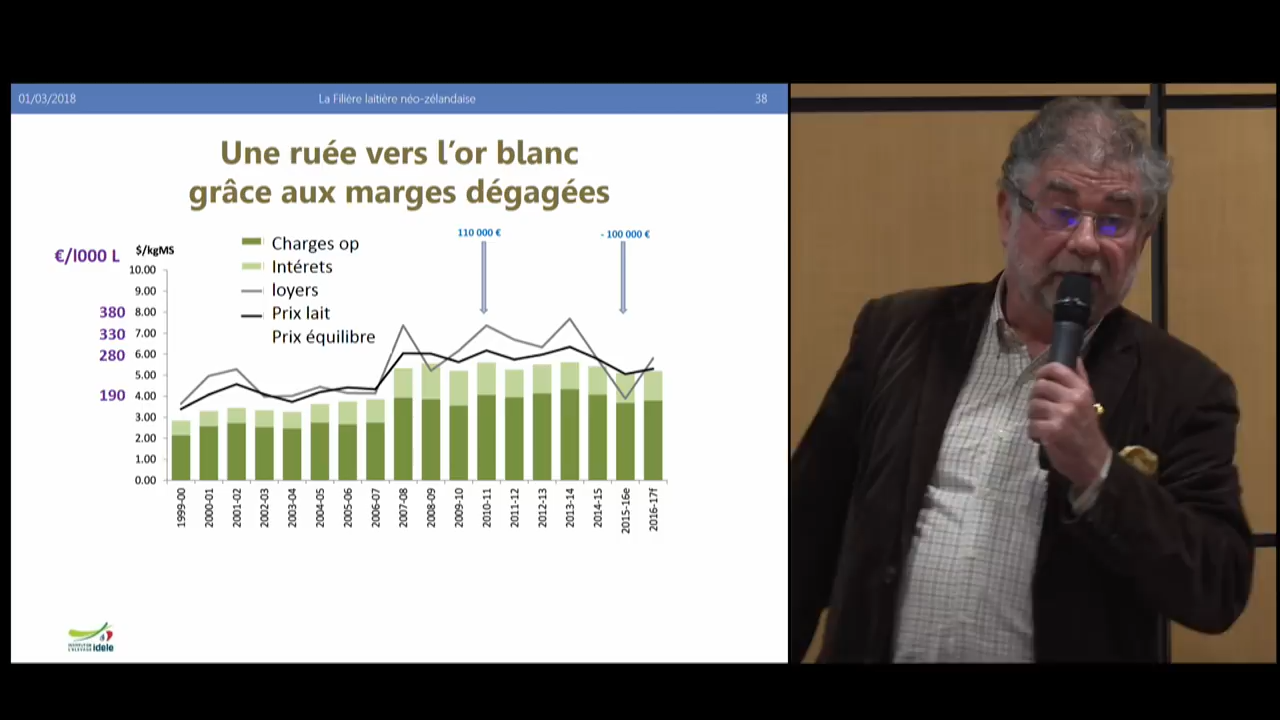 01/03/2018
La Filière laitière néo-zélandaise
38
Une ruée vers l'or blanc
grâce aux marges dégagées
€/l000 L
$/kgMS
Charges op
Intérets
loyers
Prix lait
Prix équilibre
110 000 €
- 100 000 €
10.00
9.00
380 8.00
330 7.00
280 6.00
5.00
190 4.00
3.00
2.00
1.00
0.00
1999-00
2000-01
2001-02
2002-03
2003-04
2004-05
2005-06
2006-07
2007-08
2008-09
2009-10
2010-11
2011-12
2012-13
2013-14
2014-15
2015-16e
2016-17f
INSTITUT DE
L'ELEVAGE idele